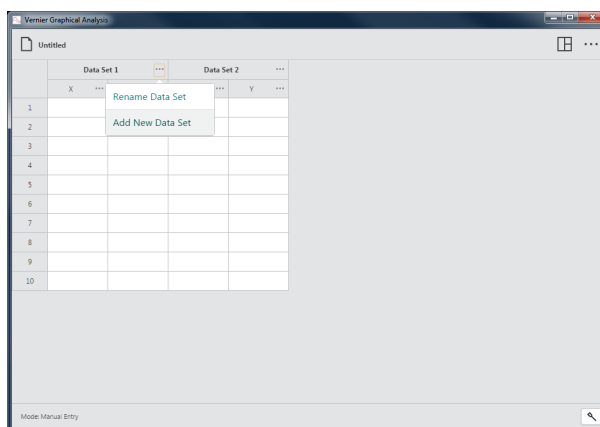 Vernier Graphical Analysis
Untitled
Data Set 1 ... Data Set 2 ...
X ... ... Y ...
Rename Data Set
Add New Data Set
1
2
3
4
5
6
7
8
9
10
Mode: Manual Entry